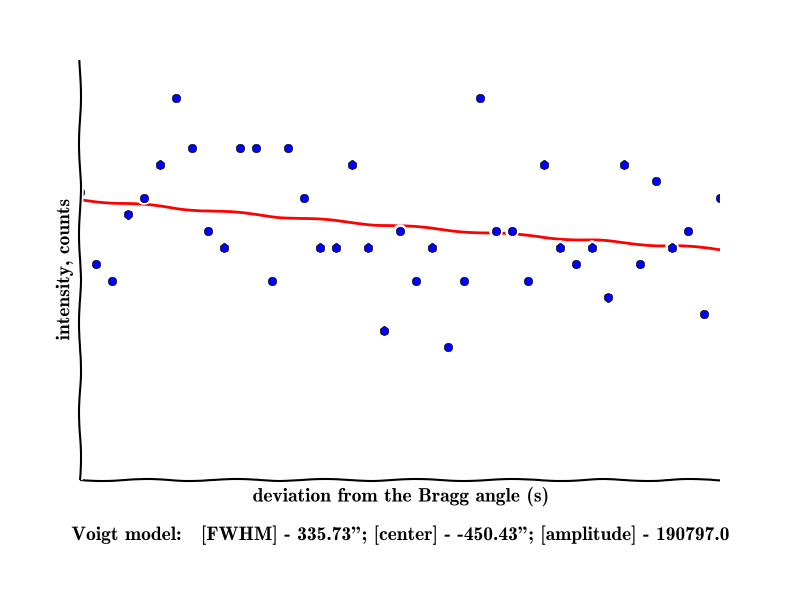 intensity, counts
deviation from the Bragg angle (s)
Voigt model: [FWHM] - 335.73”; [center] - -450.43”; [amplitude] - 190797.0